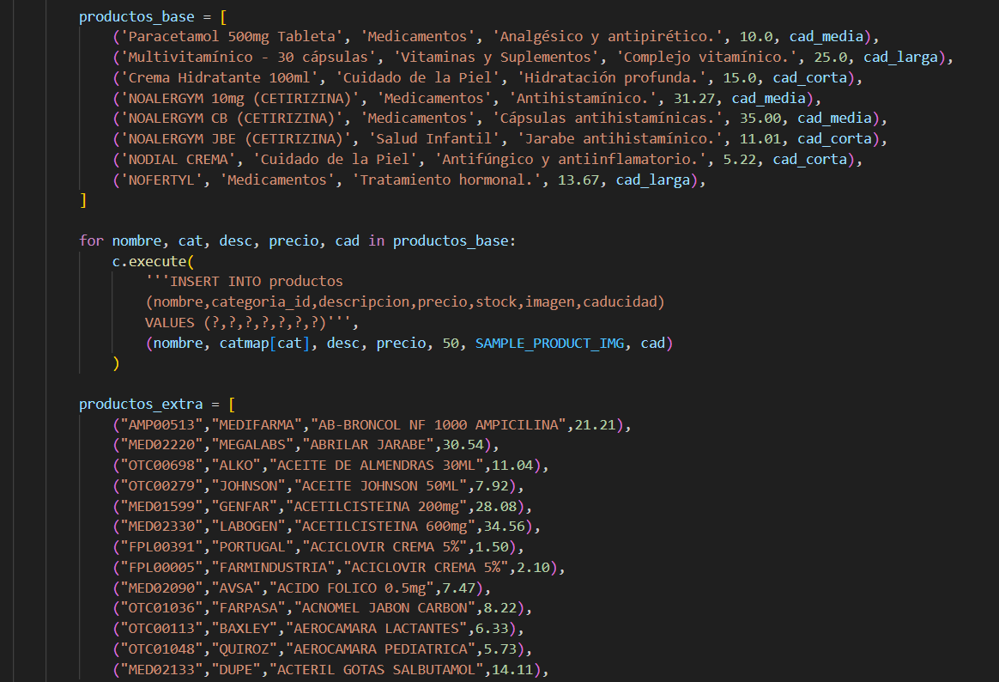 productos_base = [
('Paracetamol 500mg Tableta', 'Medicamentos', 'Analgésico y antipirético.', 10.0, cad_media),
('Multivitamínico - 30 cápsulas', 'Vitaminas y Suplementos', 'Complejo vitamínico.', 25.0, cad_larga),
('Crema Hidratante 100ml', 'Cuidado de la Piel', 'Hidratación profunda.', 15.0, cad_corta),
('NOALERGYM 10mg (CETIRIZINA)', 'Medicamentos', 'Antihistamínico.', 31.27, cad_media),
('NOALERGYM CB (CETIRIZINA)', 'Medicamentos', 'Cápsulas antihistamínicas.', 35.00, cad_media),
('NOALERGYM JBE (CETIRIZINA)', 'Salud Infantil', 'Jarabe antihistamínico.', 11.01, cad_corta),
('NODIAL CREMA', 'Cuidado de la Piel', 'Antifúngico y antiinflamatorio.', 5.22, cad_corta),
('NOFERTYL', 'Medicamentos', 'Tratamiento hormonal.', 13.67, cad_larga),
]
for nombre, cat, desc, precio, cad in productos_base:
c.execute(
'''INSERT INTO productos
(nombre,categoria_id,descripcion,precio,stock,imagen,caducidad)
VALUES (?,?,?,?,?,?,?)''',
(nombre, catmap[cat], desc, precio, 50, SAMPLE_PRODUCT_IMG, cad)
)
productos_extra = [
("AMP00513","MEDIFARMA","AB-BRONCOL NF 1000 AMPICILINA",21.21),
("MED02220","MEGALABS","ABRILAR JARABE",30.54),
("OTC00698","ALKO","ACEITE DE ALMENDRAS 30ML",11.04),
("OTC00279","JOHNSON","ACEITE JOHNSON 50ML",7.92),
("MED01599","GENFAR","ACETILCISTEINA 200mg",28.08),
("MED02330","LABOGEN","ACETILCISTEINA 600mg",34.56),
("FPL00391","PORTUGAL","ACICLOVIR CREMA 5%",1.50),
("FPL00005","FARMINDUSTRIA","ACICLOVIR CREMA 5%",2.10),
("MED02090","AVSA","ACIDO FOLICO 0.5mg",7.47),
("OTC01036","FARPASA","ACNOMEL JABON CARBON",8.22),
("OTC00113","BAXLEY","AEROCAMARA LACTANTES",6.33),
("OTC01048","QUIROZ","AEROCAMARA PEDIATRICA",5.73),
("MED02133","DUPE","ACTERIL GOTAS SALBUTAMOL",14.11),